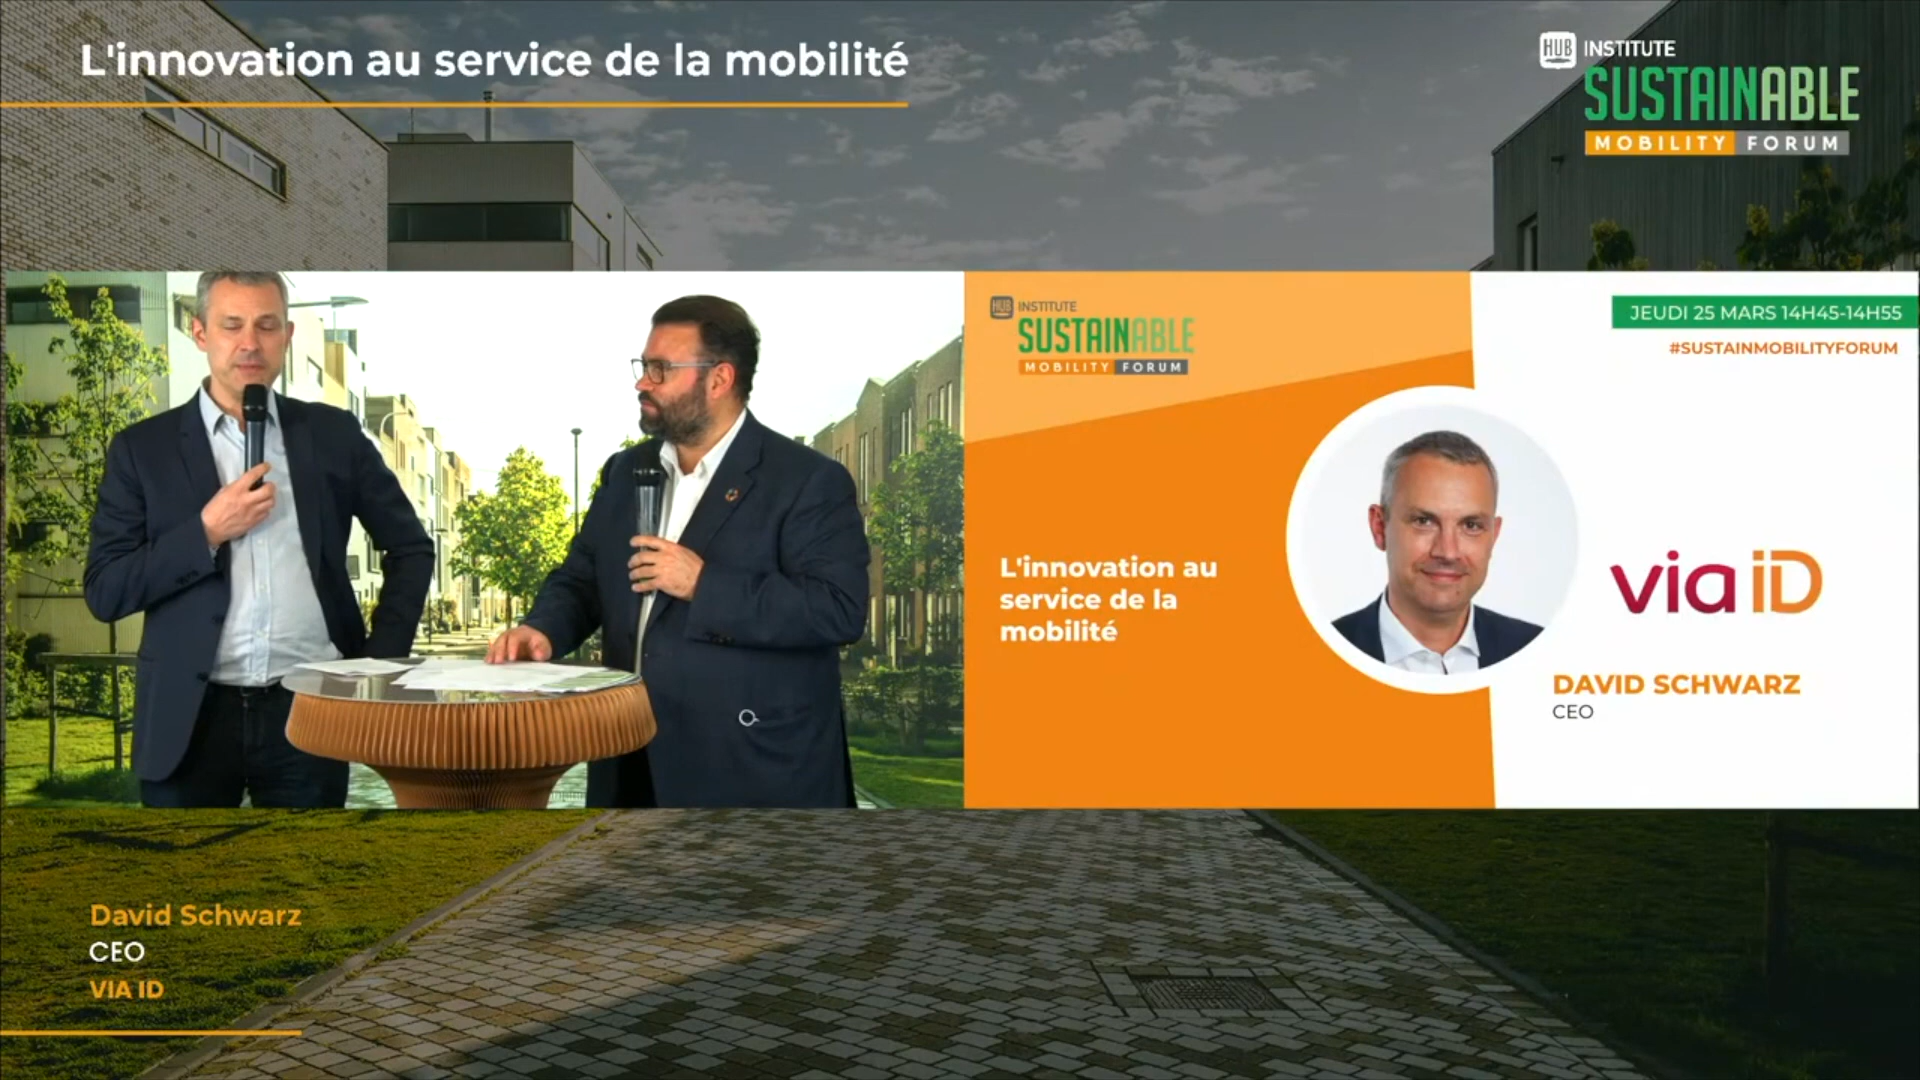 L'innovation au service de la mobilité
HUB INSTITUTE
SUSTAINABLE
MOBILITY FORUM
HUB INSTITUTE
SUSTAINABLE
MOBILITY FORUM
JEUDI 25 MARS 14H45-14H55
#SUSTAINMOBILITYFORUM
L'innovation au
service de la
mobilité
via iD
DAVID SCHWARZ
CEO
David Schwarz
CEO
VIA ID